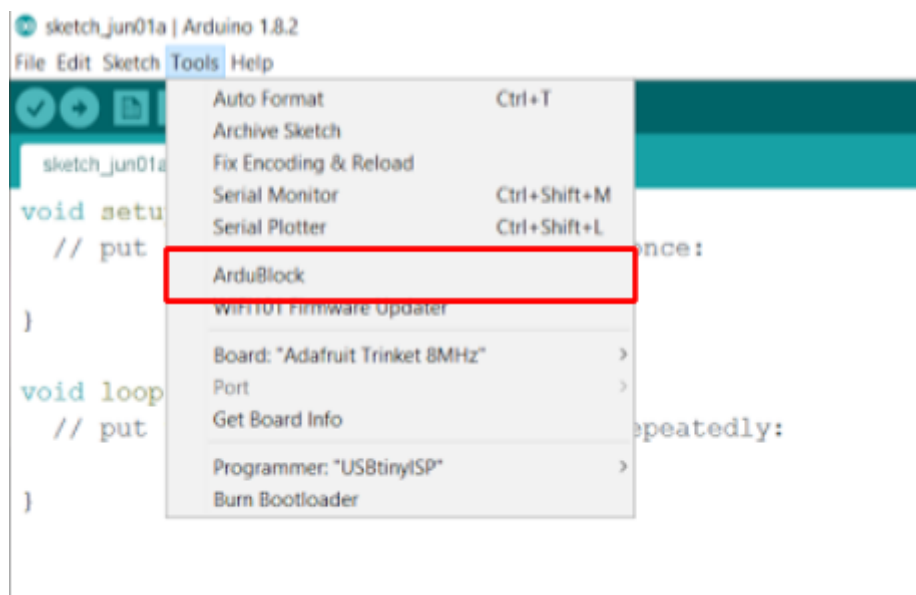 sketch_jun01a | Arduino 1.8.2
File Edit Sketch Tools Help
sketch_jun01a
Auto Format Ctrl+T
Archive Sketch
Fix Encoding & Reload
Serial Monitor Ctrl+Shift+M
Serial Plotter Ctrl+Shift+L
ArduBlock
WiFi101 Firmware Updater
Board: "Adafruit Trinket 8MHz"
Port
Get Board Info
Programmer: "USBtinyISP"
Burn Bootloader
void setu
// put once:
}
void loop
// put epeatedly:
}